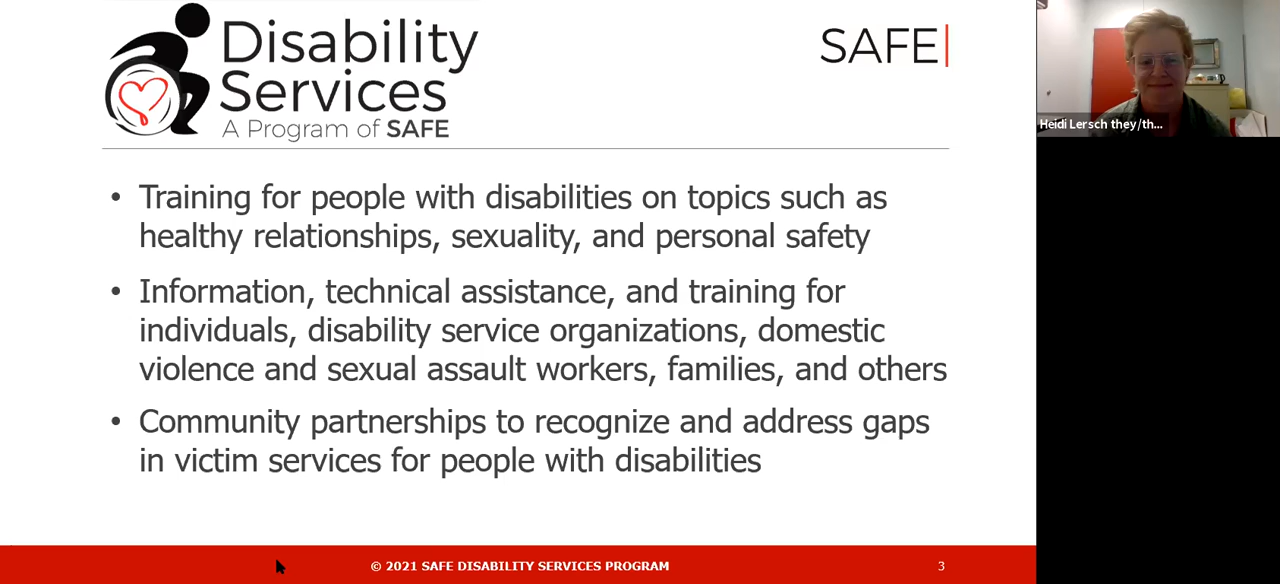 Disability
Services
A Program of SAFE
SAFE
Heidi Lersch they/th...
• Training for people with disabilities on topics such as
healthy relationships, sexuality, and personal safety
• Information, technical assistance, and training for
individuals, disability service organizations, domestic
violence and sexual assault workers, families, and others
• Community partnerships to recognize and address gaps
in victim services for people with disabilities
© 2021 SAFE DISABILITY SERVICES PROGRAM
3